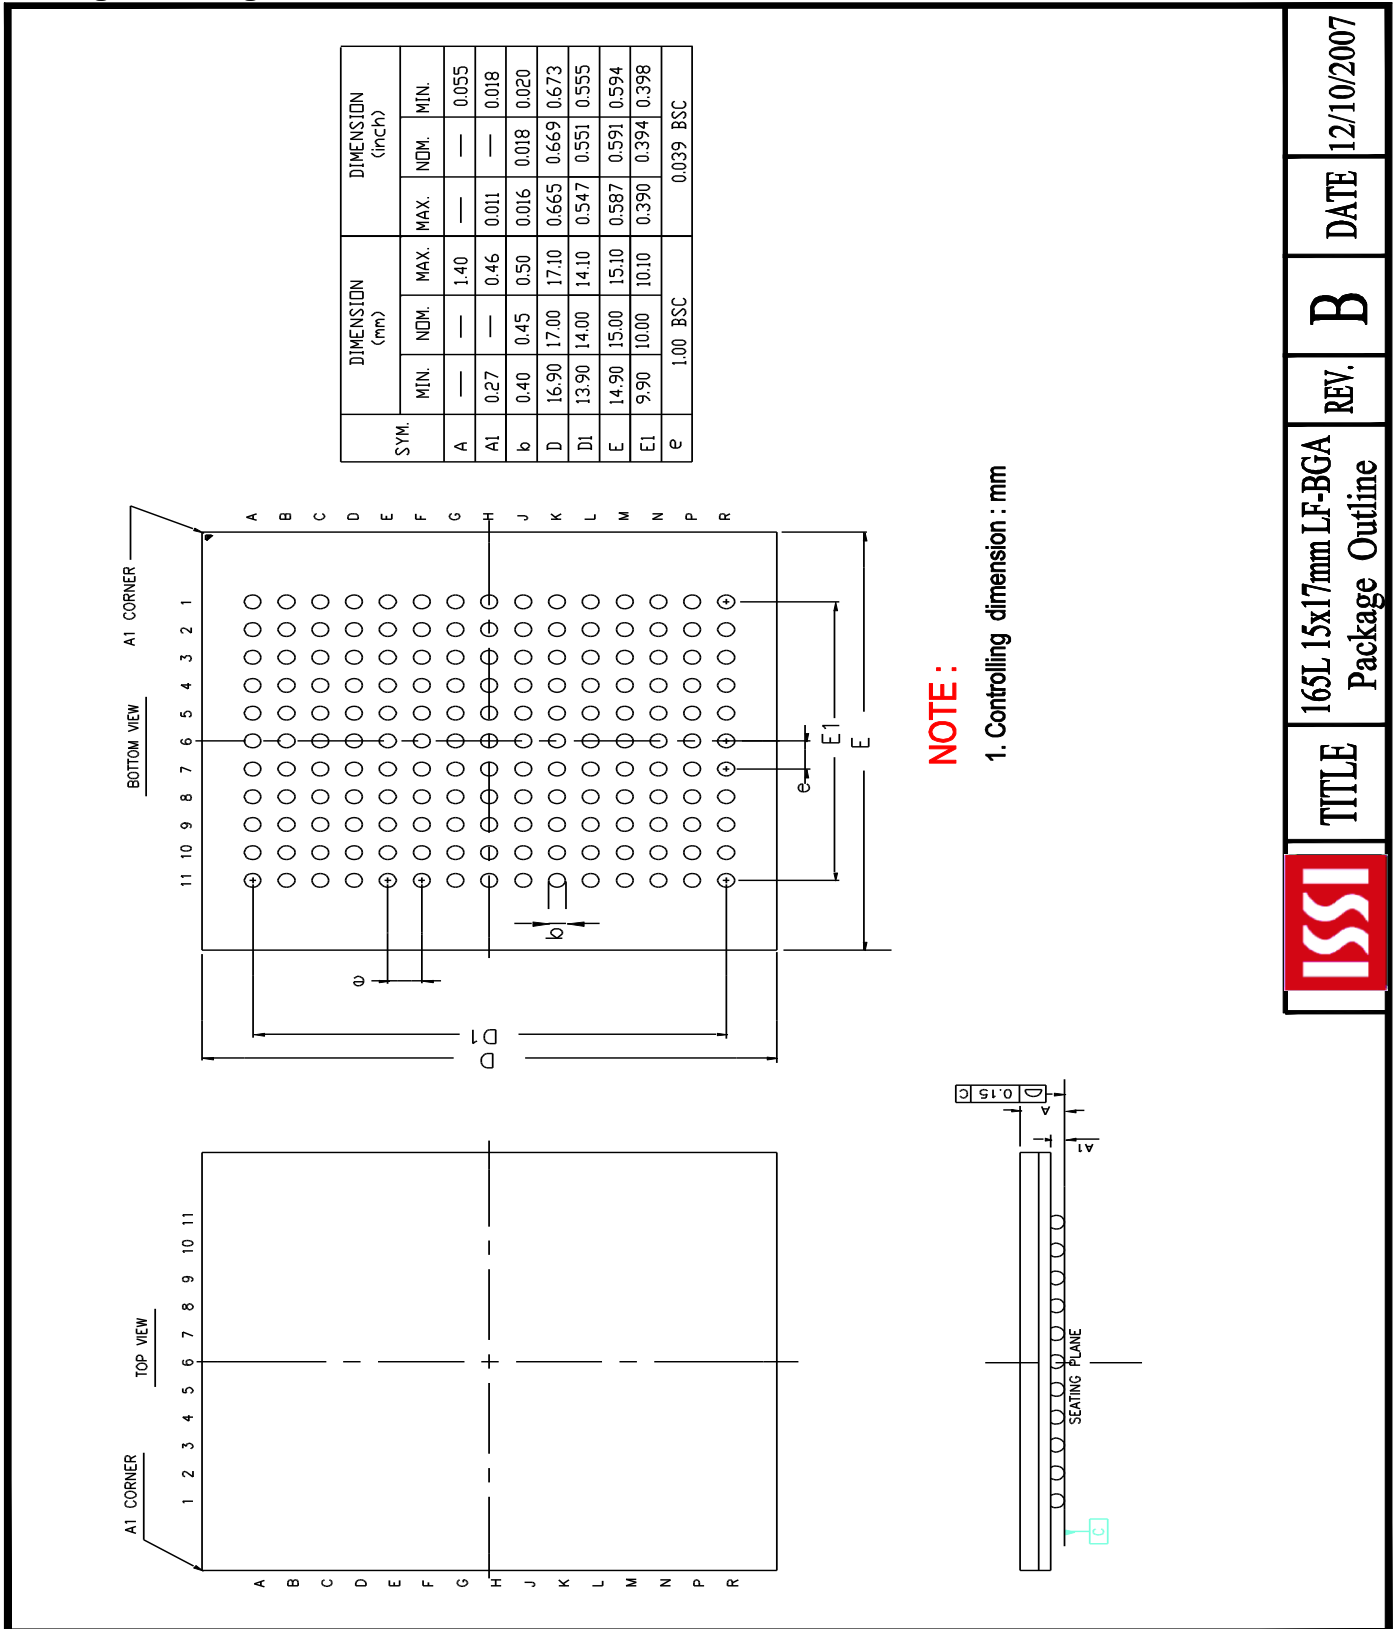 A1 CORNER
BOTTOM VIEW
11 10 9 8 7 6 5 4 3 2 1
A
B
C
D
E
F
G
H
J
K
L
M
N
P
R
e
b
e
E1
E
D1
D
SYM. DIMENSION (mm) DIMENSION (inch)
MIN. NOM. MAX. MAX. NOM. MIN.
A — — 1.40 — — 0.055
A1 0.27 — 0.46 0.011 — 0.018
b 0.40 0.45 0.50 0.016 0.018 0.020
D 16.90 17.00 17.10 0.665 0.669 0.673
D1 13.90 14.00 14.10 0.547 0.551 0.555
E 14.90 15.00 15.10 0.587 0.591 0.594
E1 9.90 10.00 10.10 0.390 0.394 0.398
e 1.00 BSC 0.039 BSC
NOTE :
1. Controlling dimension : mm
A1 CORNER
TOP VIEW
1 2 3 4 5 6 7 8 9 10 11
A
B
C
D
E
F
G
H
J
K
L
M
N
P
R
0.15 C
A
A1
SEATING PLANE
C
ISSI
TITLE
165L 15x17mm LF-BGA
Package Outline
REV.
B
DATE
12/10/2007